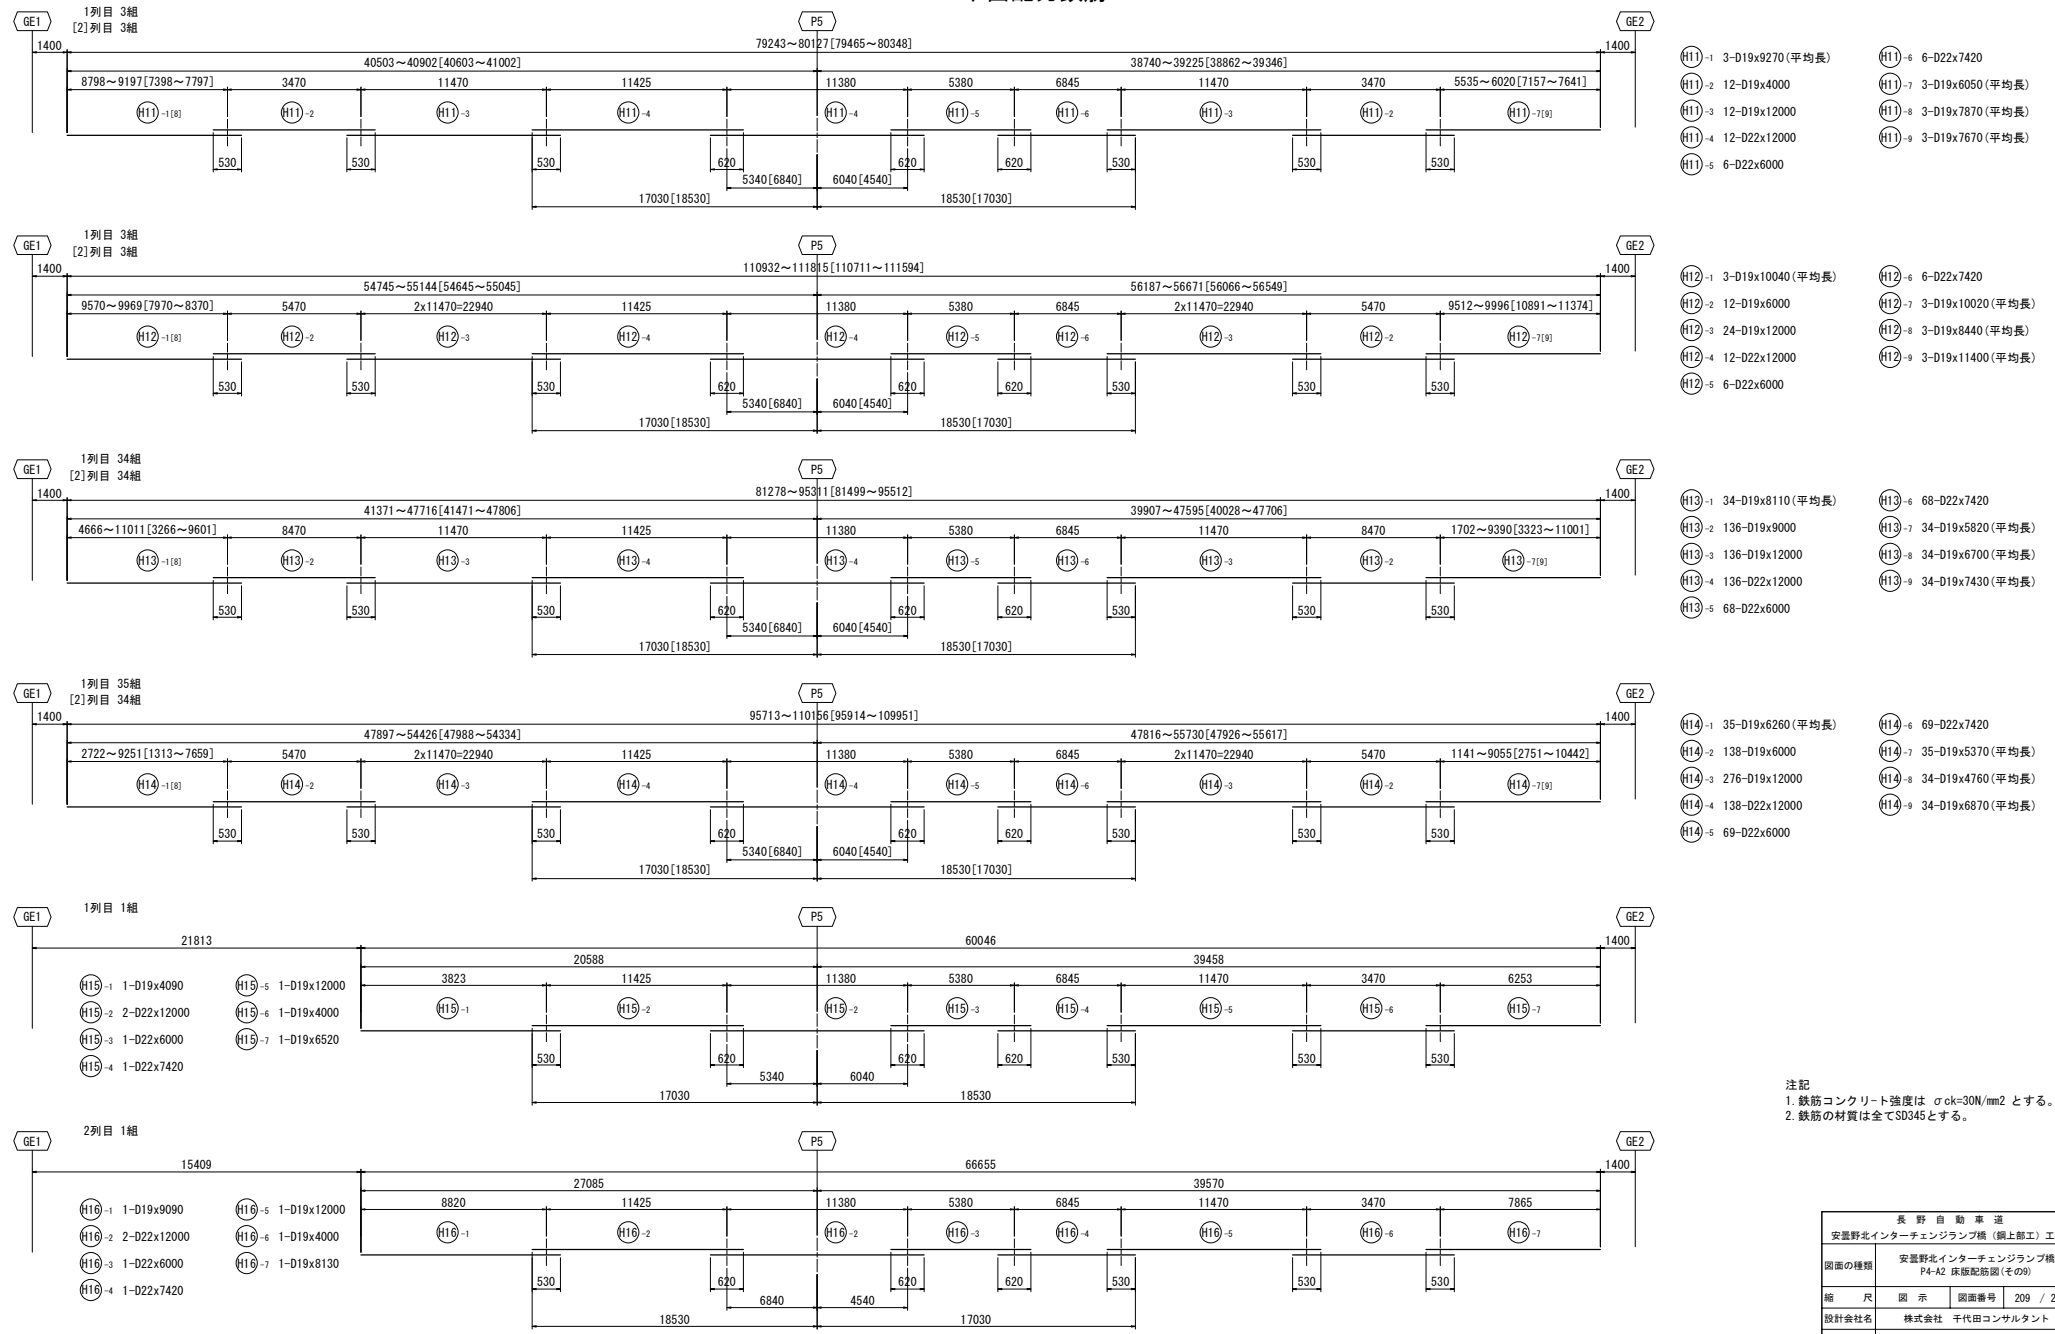 1列目 3組
[2]列目 3組
GE1 P5 GE2
1400 79243～80127[79465～80348] 1400
40503～40902[40603～41002] 38740～39225[38862～39346]
8798～9197[7398～7797] 3470 11470 11425 11380 5380 6845 11470 3470 5535～6020[7157～7641]
H11-1[8] H11-2 H11-3 H11-4 H11-4 H11-5 H11-6 H11-3 H11-2 H11-7[9]
530 530 530 620 620 620 530 530 530
5340[6840] 6040[4540]
17030[18530] 18530[17030]
H11-1 3-D19x9270(平均長) H11-6 6-D22x7420
H11-2 12-D19x4000 H11-7 3-D19x6050(平均長)
H11-3 12-D19x12000 H11-8 3-D19x7870(平均長)
H11-4 12-D22x12000 H11-9 3-D19x7670(平均長)
H11-5 6-D22x6000
1列目 3組
[2]列目 3組
GE1 P5 GE2
1400 110932～111815[110711～111594] 1400
54745～55144[54645～55045] 56187～56671[56066～56549]
9570～9969[7970～8370] 5470 2x11470=22940 11425 11380 5380 6845 2x11470=22940 5470 9512～9996[10891～11374]
H12-1[8] H12-2 H12-3 H12-4 H12-4 H12-5 H12-6 H12-3 H12-2 H12-7[9]
530 530 530 620 620 620 530 530 530
5340[6840] 6040[4540]
17030[18530] 18530[17030]
H12-1 3-D19x10040(平均長) H12-6 6-D22x7420
H12-2 12-D19x6000 H12-7 3-D19x10020(平均長)
H12-3 24-D19x12000 H12-8 3-D19x8440(平均長)
H12-4 12-D22x12000 H12-9 3-D19x11400(平均長)
H12-5 6-D22x6000
1列目 34組
[2]列目 34組
GE1 P5 GE2
1400 81278～95311[81499～95512] 1400
41371～47716[41471～47806] 39907～47595[40028～47706]
4666～11011[3266～9601] 8470 11470 11425 11380 5380 6845 11470 8470 1702～9390[3323～11001]
H13-1[8] H13-2 H13-3 H13-4 H13-4 H13-5 H13-6 H13-3 H13-2 H13-7[9]
530 530 530 620 620 620 530 530 530
5340[6840] 6040[4540]
17030[18530] 18530[17030]
H13-1 34-D19x8110(平均長) H13-6 68-D22x7420
H13-2 136-D19x9000 H13-7 34-D19x5820(平均長)
H13-3 136-D19x12000 H13-8 34-D19x6700(平均長)
H13-4 136-D22x12000 H13-9 34-D19x7430(平均長)
H13-5 68-D22x6000
1列目 35組
[2]列目 34組
GE1 P5 GE2
1400 95713～110156[95914～109951] 1400
47897～54426[47988～54334] 47816～55730[47926～55617]
2722～9251[1313～7659] 5470 2x11470=22940 11425 11380 5380 6845 2x11470=22940 5470 1141～9055[2751～10442]
H14-1[8] H14-2 H14-3 H14-4 H14-4 H14-5 H14-6 H14-3 H14-2 H14-7[9]
530 530 530 620 620 620 530 530 530
5340[6840] 6040[4540]
17030[18530] 18530[17030]
H14-1 35-D19x6260(平均長) H14-6 69-D22x7420
H14-2 138-D19x6000 H14-7 35-D19x5370(平均長)
H14-3 276-D19x12000 H14-8 34-D19x4760(平均長)
H14-4 138-D22x12000 H14-9 34-D19x6870(平均長)
H14-5 69-D22x6000
1列目 1組
GE1 P5 GE2
21813 60046 1400
20588 39458
3823 11425 11380 5380 6845 11470 3470 6253
H15-1 H15-2 H15-2 H15-3 H15-4 H15-5 H15-6 H15-7
530 620 620 620 530 530 530
5340 6040
17030 18530
H15-1 1-D19x4090 H15-5 1-D19x12000
H15-2 2-D22x12000 H15-6 1-D19x4000
H15-3 1-D22x6000 H15-7 1-D19x6520
H15-4 1-D22x7420
2列目 1組
GE1 P5 GE2
15409 66655 1400
27085 39570
8820 11425 11380 5380 6845 11470 3470 7865
H16-1 H16-2 H16-2 H16-3 H16-4 H16-5 H16-6 H16-7
530 620 620 620 530 530 530
6840 4540
18530 17030
H16-1 1-D19x9090 H16-5 1-D19x12000
H16-2 2-D22x12000 H16-6 1-D19x4000
H16-3 1-D22x6000 H16-7 1-D19x8130
H16-4 1-D22x7420
注記
1. 鉄筋コンクリート強度は σck=30N/mm2 とする。
2. 鉄筋の材質は全てSD345とする。
長野自動車道
安曇野北インターチェンジランプ橋（鋼上部工）工
図面の種類 安曇野北インターチェンジランプ橋
P4-A2 床版配筋図(その9)
縮尺 図示 図面番号 209 / 2
設計会社名 株式会社 千代田コンサルタント